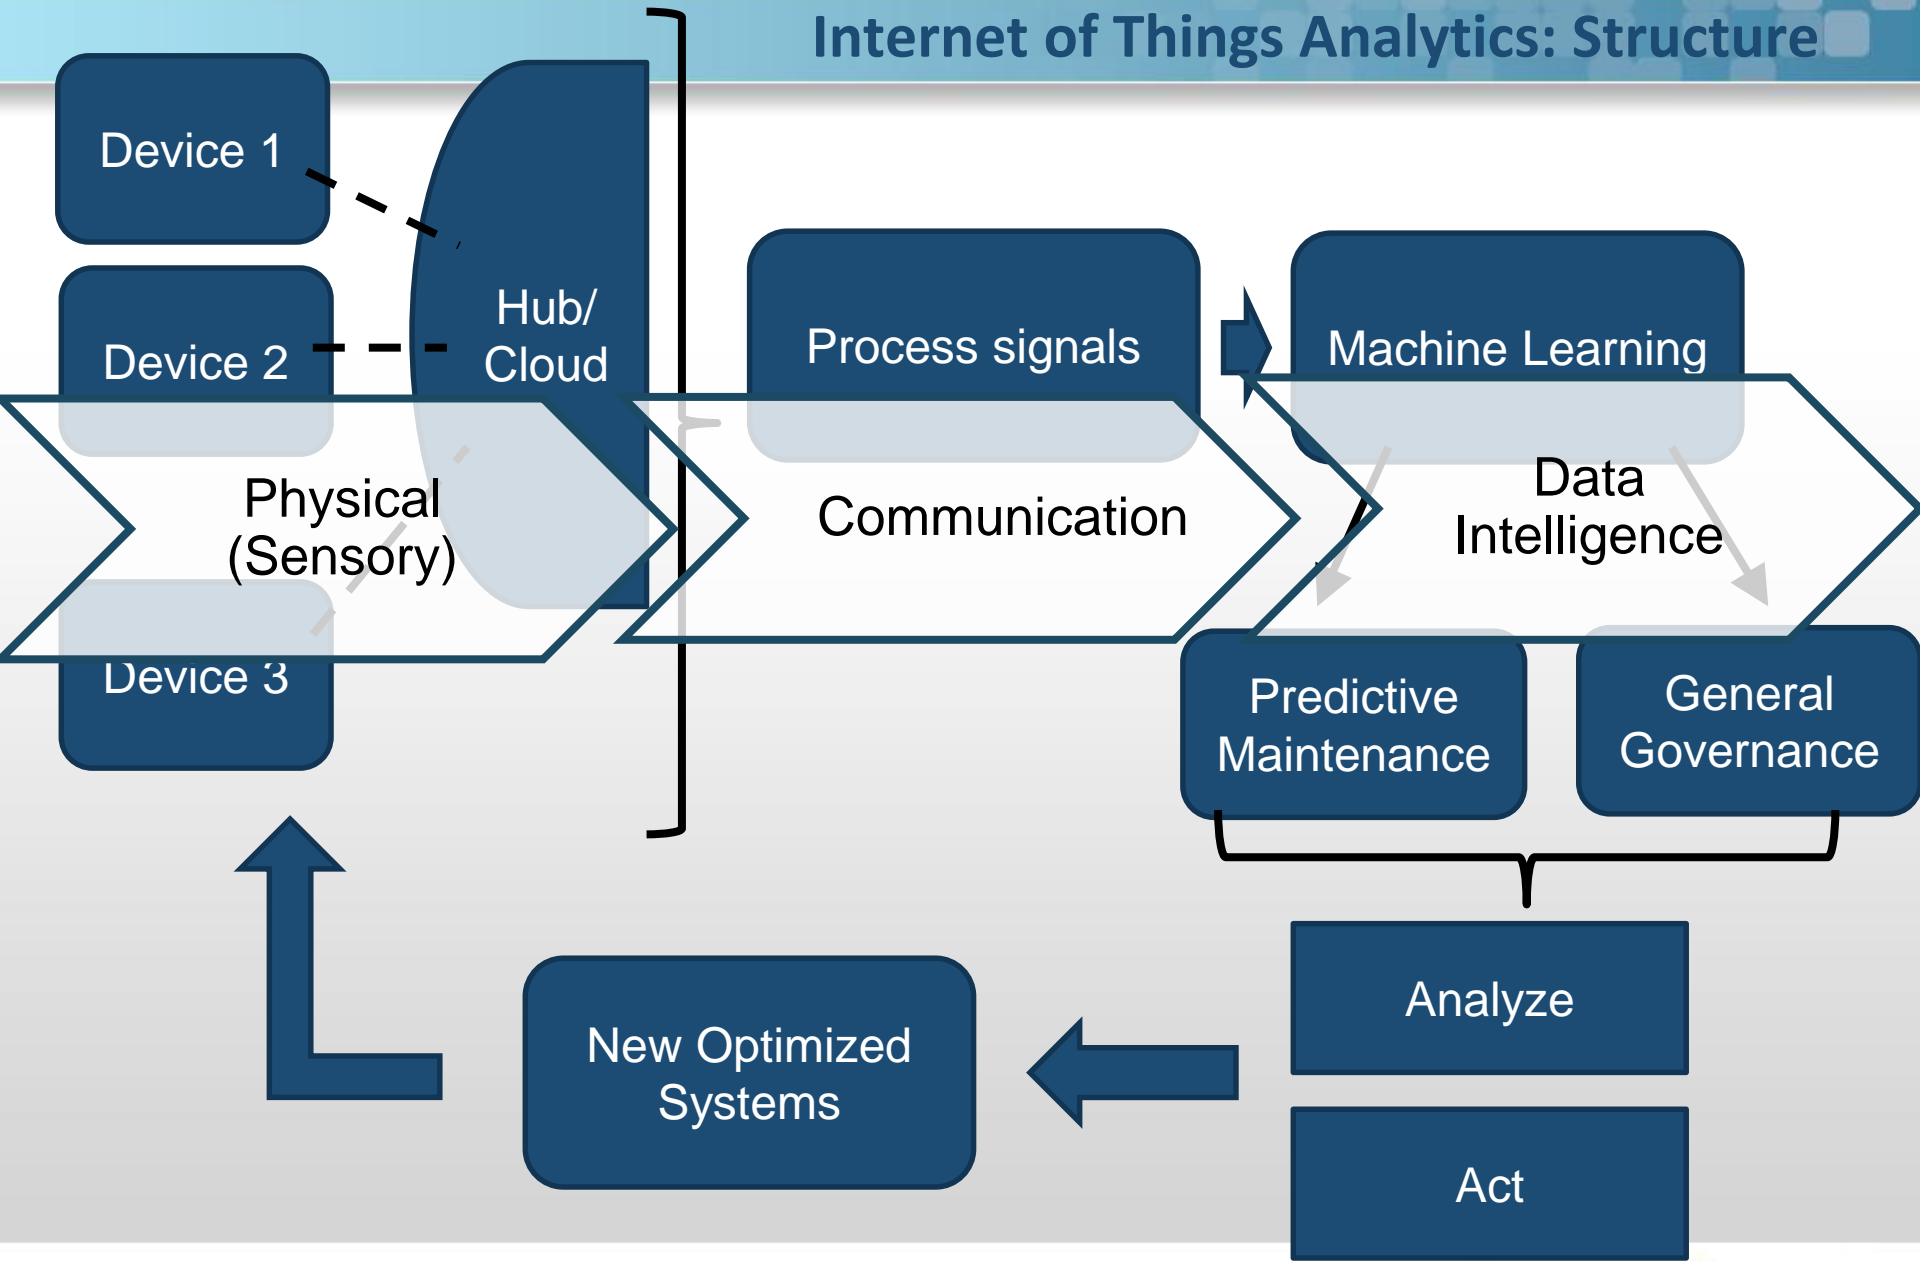 Internet of Things Analytics: Structure
Device 1
Device 2
Device 3
Hub/
Cloud
Process signals
Machine Learning
Physical
(Sensory)
Communication
Data
Intelligence
Predictive
Maintenance
General
Governance
Analyze
Act
New Optimized
Systems